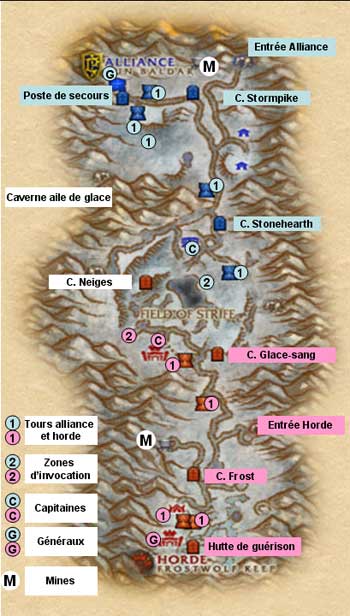 Entrée Alliance
ALLIANCE
DUN BALDAR
G
M
Poste de secours
1
C. Stormpike
1
1
1
Caverne aile de glace
C. Stonehearth
C
1
C. Neiges
2
FIELD OF STRIFE
2
C
1
C. Glace-sang
1
Entrée Horde
1
1
Tours alliance
et horde
M
2
2
Zones
d'invocation
C. Frost
C
C
Capitaines
1
1
G
G
Généraux
G
Hutte de guérison
HORDE
FROSTWOLF KEEP
M
Mines